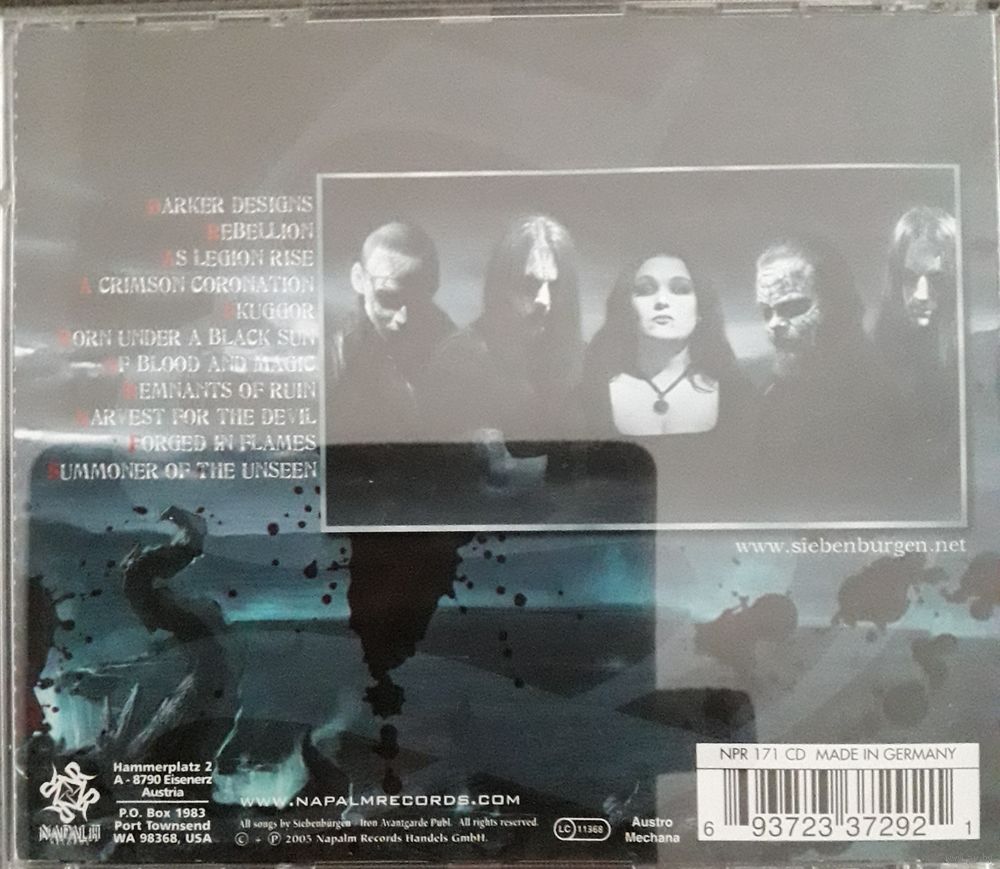 DARKER DESIGNS
REBELLION
AS LEGION RISE
A CRIMSON CORONATION
SKUGGOR
BORN UNDER A BLACK SUN
OF BLOOD AND MAGIC
REMNANTS OF RUIN
HARVEST FOR THE DEVIL
FORGED IN FLAMES
SUMMONER OF THE UNSEEN
www.siebenburgen.net
NPR 171 CD MADE IN GERMANY
6 93723 37292 1
NAPALM
Hammerplatz 2
A - 8790 Eisenerz
Austria
P.O. Box 1983
Port Townsend
WA 98368, USA
WWW.NAPALMRECORDS.COM
All songs by Siebenbürgen - Iron Avantgarde Publ. All rights reserved.
© + ℗ 2005 Napalm Records Handels GmbH.
LC 11368
Austro
Mechana